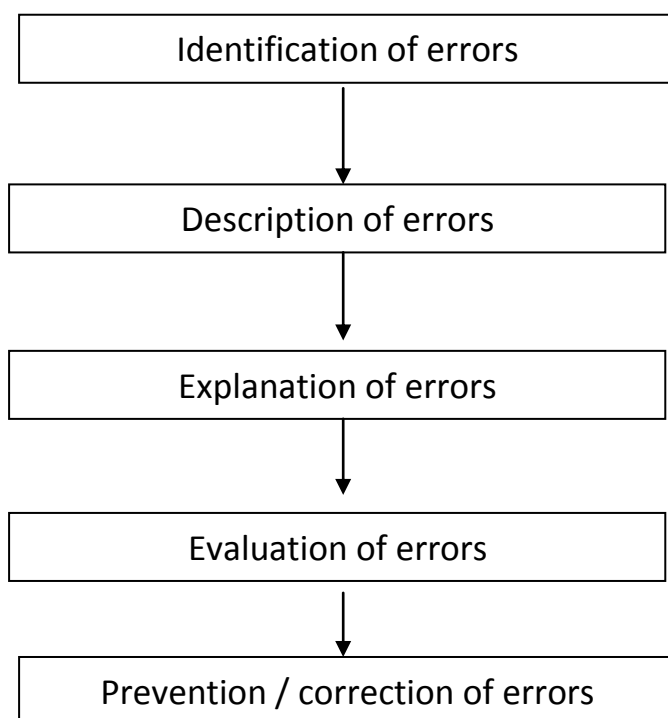 Identification of errors
Description of errors
Explanation of errors
Evaluation of errors
Prevention / correction of errors